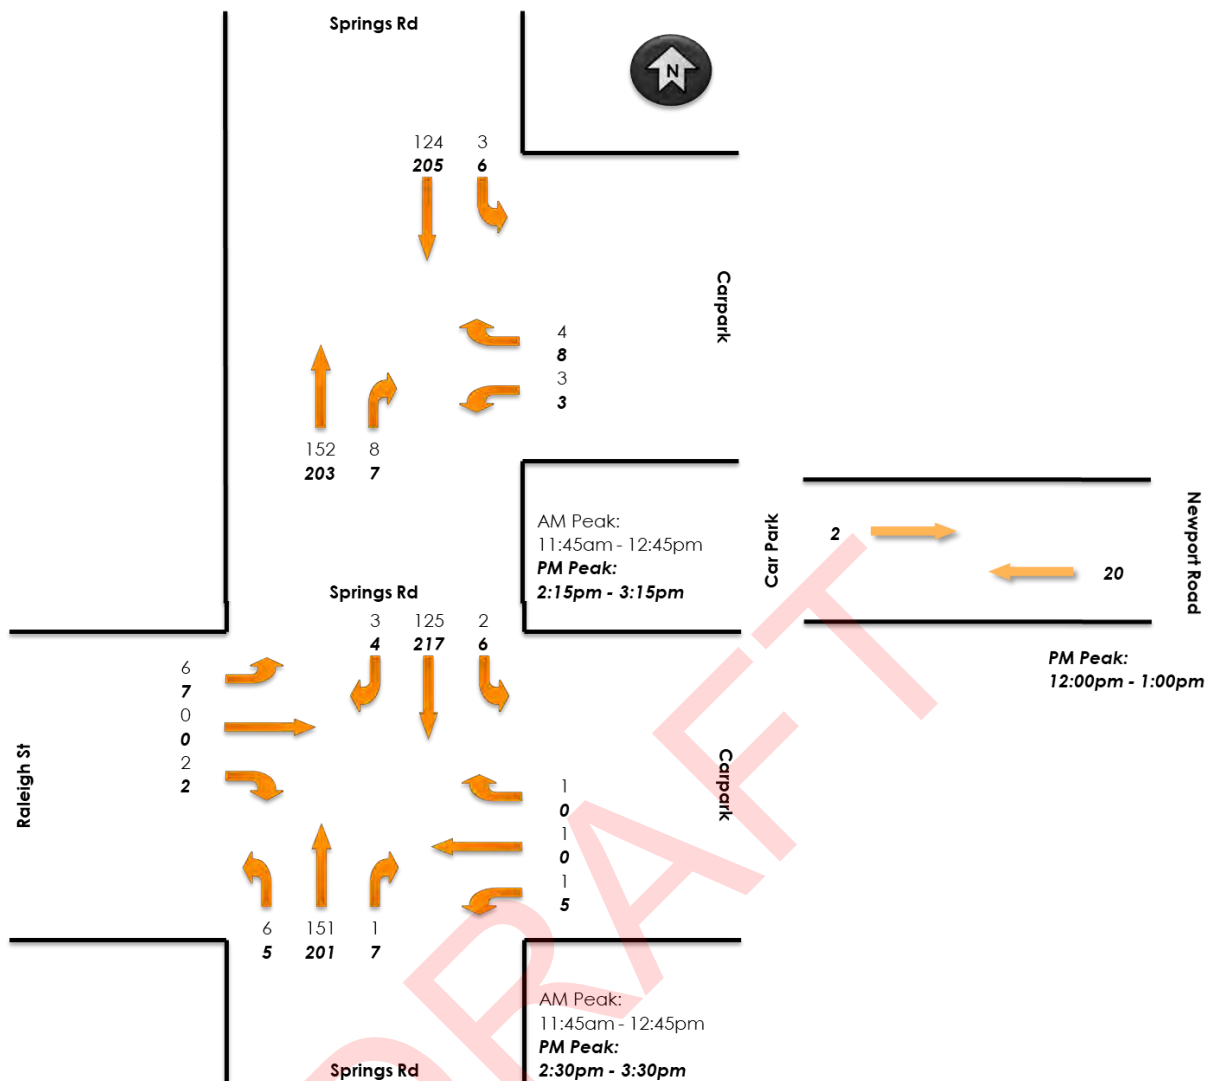 Springs Rd
N
124 3
205 6
Carpark
4
8
3
3
152 8
203 7
AM Peak:
11:45am - 12:45pm
PM Peak:
2:15pm - 3:15pm
Car Park
2
20
Newport Road
PM Peak:
12:00pm - 1:00pm
Springs Rd
3 125 2
4 217 6
6
7
0
0
2
2
Raleigh St
Carpark
1
0
1
0
1
5
6 151 1
5 201 7
AM Peak:
11:45am - 12:45pm
PM Peak:
2:30pm - 3:30pm
Springs Rd
DRAFT